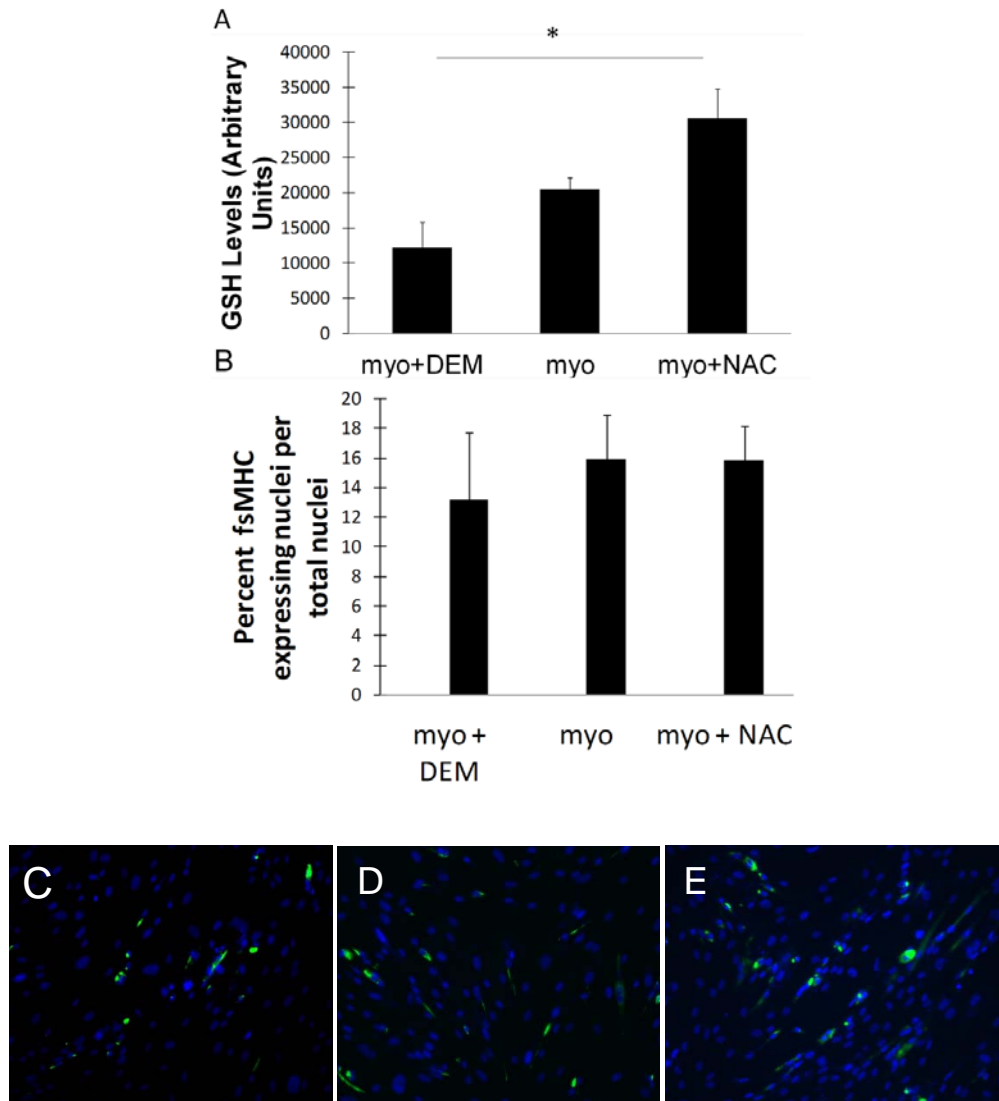 A
*
GSH Levels (Arbitrary
Units)
40000
35000
30000
25000
20000
15000
10000
5000
0
myo+DEM myo myo+NAC
B
Percent fsMHC
expressing nuclei per
total nuclei
20
18
16
14
12
10
8
6
4
2
0
myo + myo myo + NAC
DEM
C D E